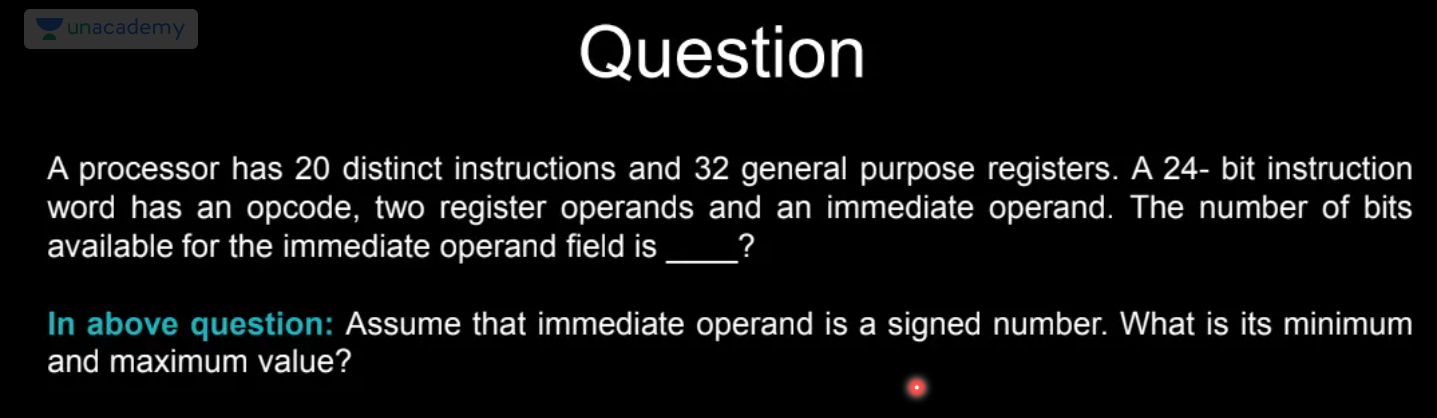 unacademy
Question
A processor has 20 distinct instructions and 32 general purpose registers. A 24- bit instruction
word has an opcode, two register operands and an immediate operand. The number of bits
available for the immediate operand field is ____?
In above question: Assume that immediate operand is a signed number. What is its minimum
and maximum value?